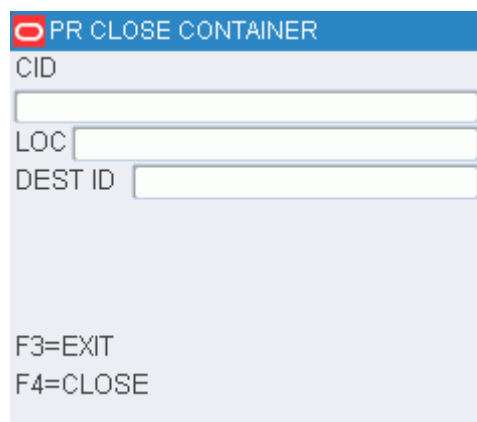 PR CLOSE CONTAINER
CID
LOC
DEST ID
F3=EXIT
F4=CLOSE